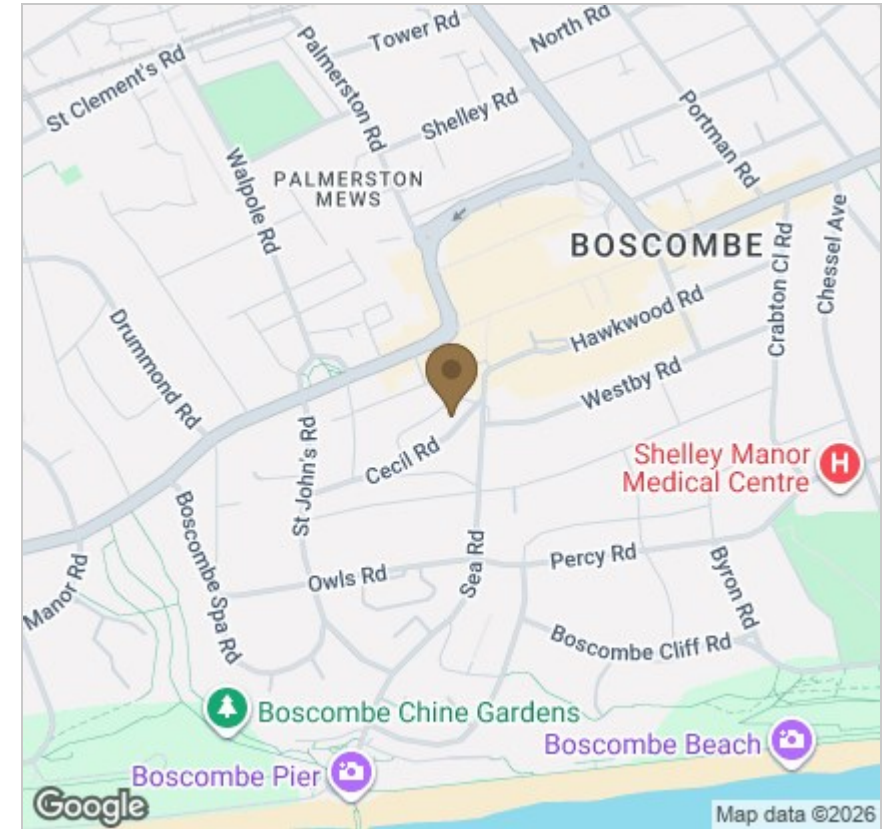 Tower Rd
North Rd
St Clement's Rd
Palmerston Rd
Shelley Rd
Portman Rd
Walpole Rd
PALMERSTON
MEWS
BOSCOMBE
Chessel Ave
Crabton Cl Rd
Hawkwood Rd
Drummond Rd
Westby Rd
St John's Rd
Cecil Rd
Shelley Manor
Medical Centre
H
Boscombe Spa Rd
Sea Rd
Percy Rd
Byron Rd
Owls Rd
Manor Rd
Boscombe Cliff Rd
Boscombe Chine Gardens
Boscombe Beach
Boscombe Pier
Google
Map data ©2026